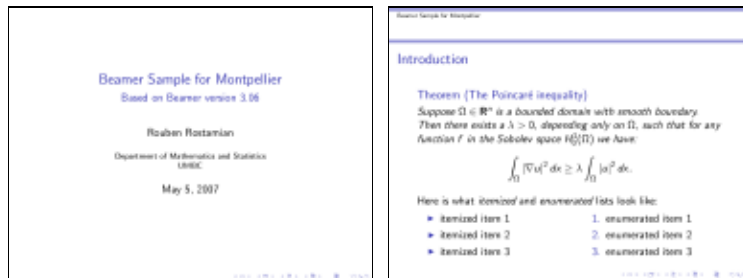 Beamer Sample for Montpellier
Based on Beamer version 3.06
Rouben Rostamian
Department of Mathematics and Statistics
UMBC
May 5, 2007
Beamer Sample for Montpellier
Introduction
Theorem (The Poincaré inequality)
Suppose Ω ∈ Rⁿ is a bounded domain with smooth boundary.
Then there exists a λ > 0, depending only on Ω, such that for any
function f in the Sobolev space H¹₀(Ω) we have:
∫_Ω |∇u|² dx ≥ λ ∫_Ω |u|² dx.
Here is what itemized and enumerated lists look like:
itemized item 1
itemized item 2
itemized item 3
1. enumerated item 1
2. enumerated item 2
3. enumerated item 3